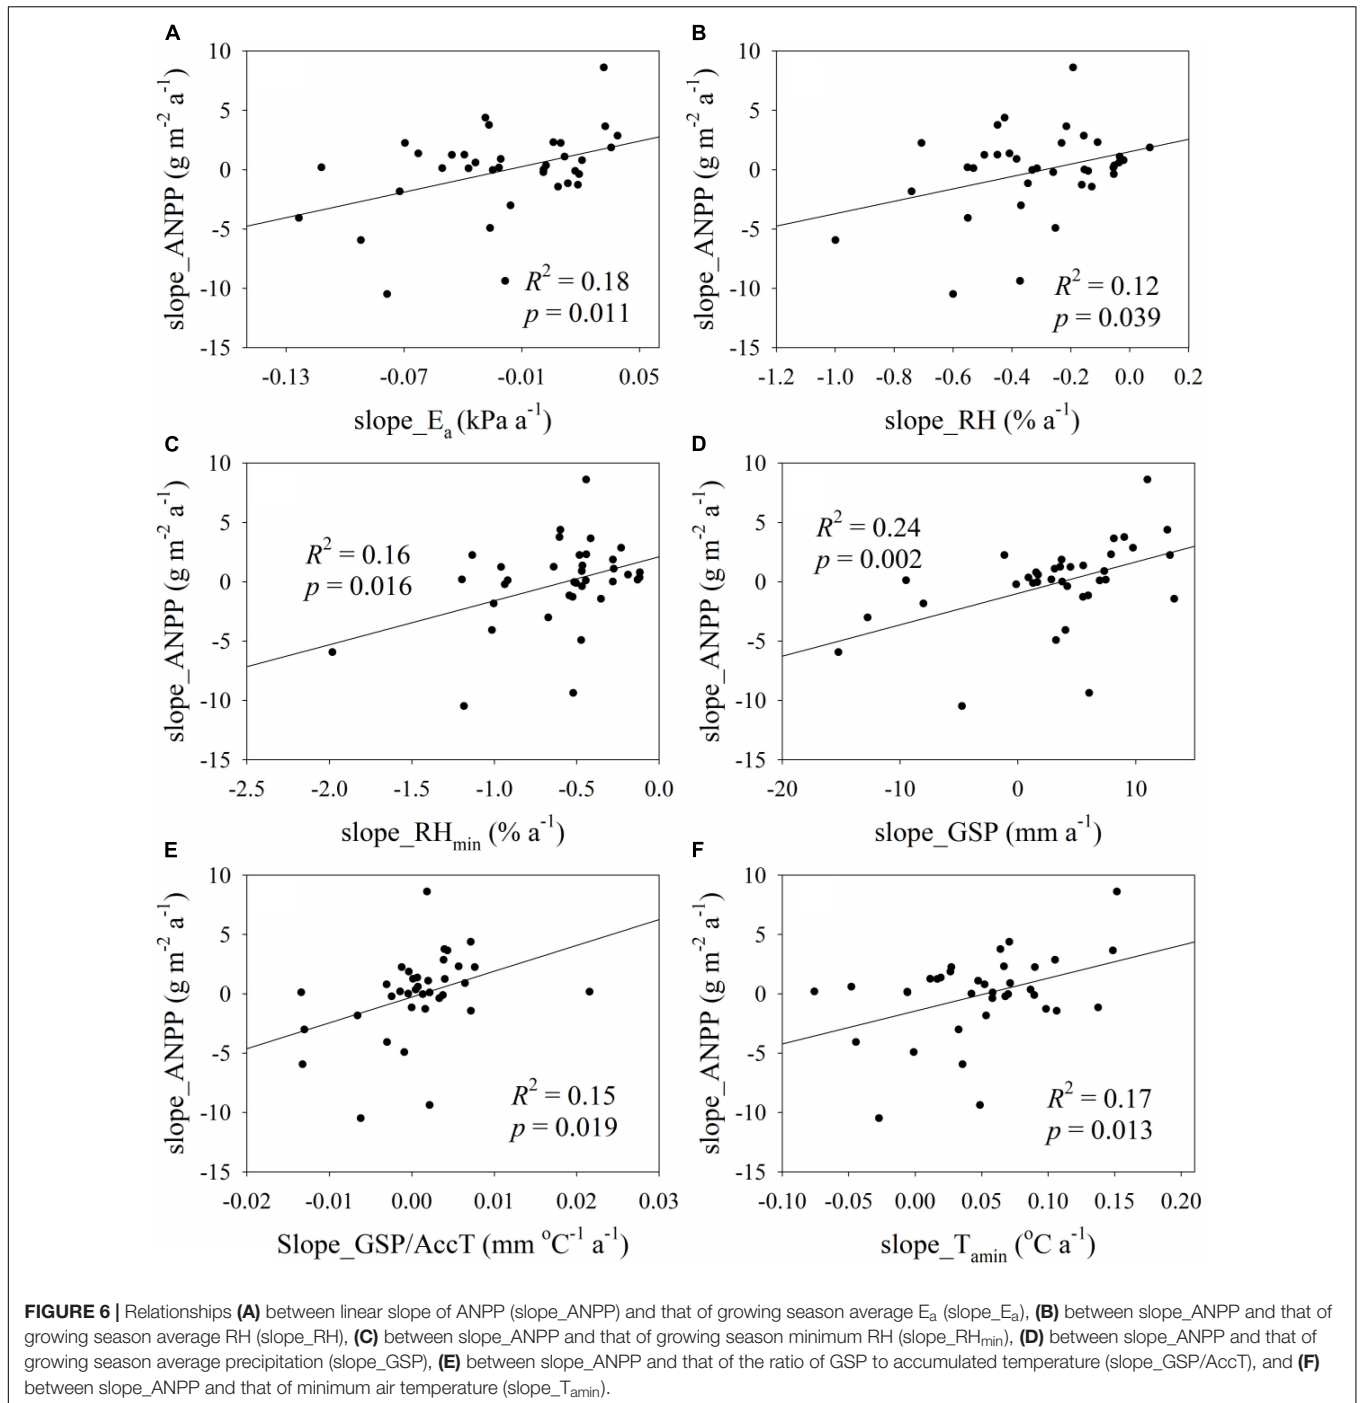 A
10
5
0
-5
-10
-15
slope_ANPP (g m⁻² a⁻¹)
R² = 0.18
p = 0.011
-0.13 -0.07 -0.01 0.05
slope_Eₐ (kPa a⁻¹)
B
10
5
0
-5
-10
-15
slope_ANPP (g m⁻² a⁻¹)
R² = 0.12
p = 0.039
-1.2 -1.0 -0.8 -0.6 -0.4 -0.2 0.0 0.2
slope_RH (% a⁻¹)
C
10
5
0
-5
-10
-15
slope_ANPP (g m⁻² a⁻¹)
R² = 0.16
p = 0.016
-2.5 -2.0 -1.5 -1.0 -0.5 0.0
slope_RHmin (% a⁻¹)
D
10
5
0
-5
-10
-15
slope_ANPP (g m⁻² a⁻¹)
R² = 0.24
p = 0.002
-20 -10 0 10
slope_GSP (mm a⁻¹)
E
10
5
0
-5
-10
-15
slope_ANPP (g m⁻² a⁻¹)
R² = 0.15
p = 0.019
-0.02 -0.01 0.00 0.01 0.02 0.03
Slope_GSP/AccT (mm °C⁻¹ a⁻¹)
F
10
5
0
-5
-10
-15
slope_ANPP (g m⁻² a⁻¹)
R² = 0.17
p = 0.013
-0.10 -0.05 0.00 0.05 0.10 0.15 0.20
slope_Tamin (°C a⁻¹)
FIGURE 6 | Relationships (A) between linear slope of ANPP (slope_ANPP) and that of growing season average Eₐ (slope_Eₐ), (B) between slope_ANPP and that of
growing season average RH (slope_RH), (C) between slope_ANPP and that of growing season minimum RH (slope_RHmin), (D) between slope_ANPP and that of
growing season average precipitation (slope_GSP), (E) between slope_ANPP and that of the ratio of GSP to accumulated temperature (slope_GSP/AccT), and (F)
between slope_ANPP and that of minimum air temperature (slope_Tamin).